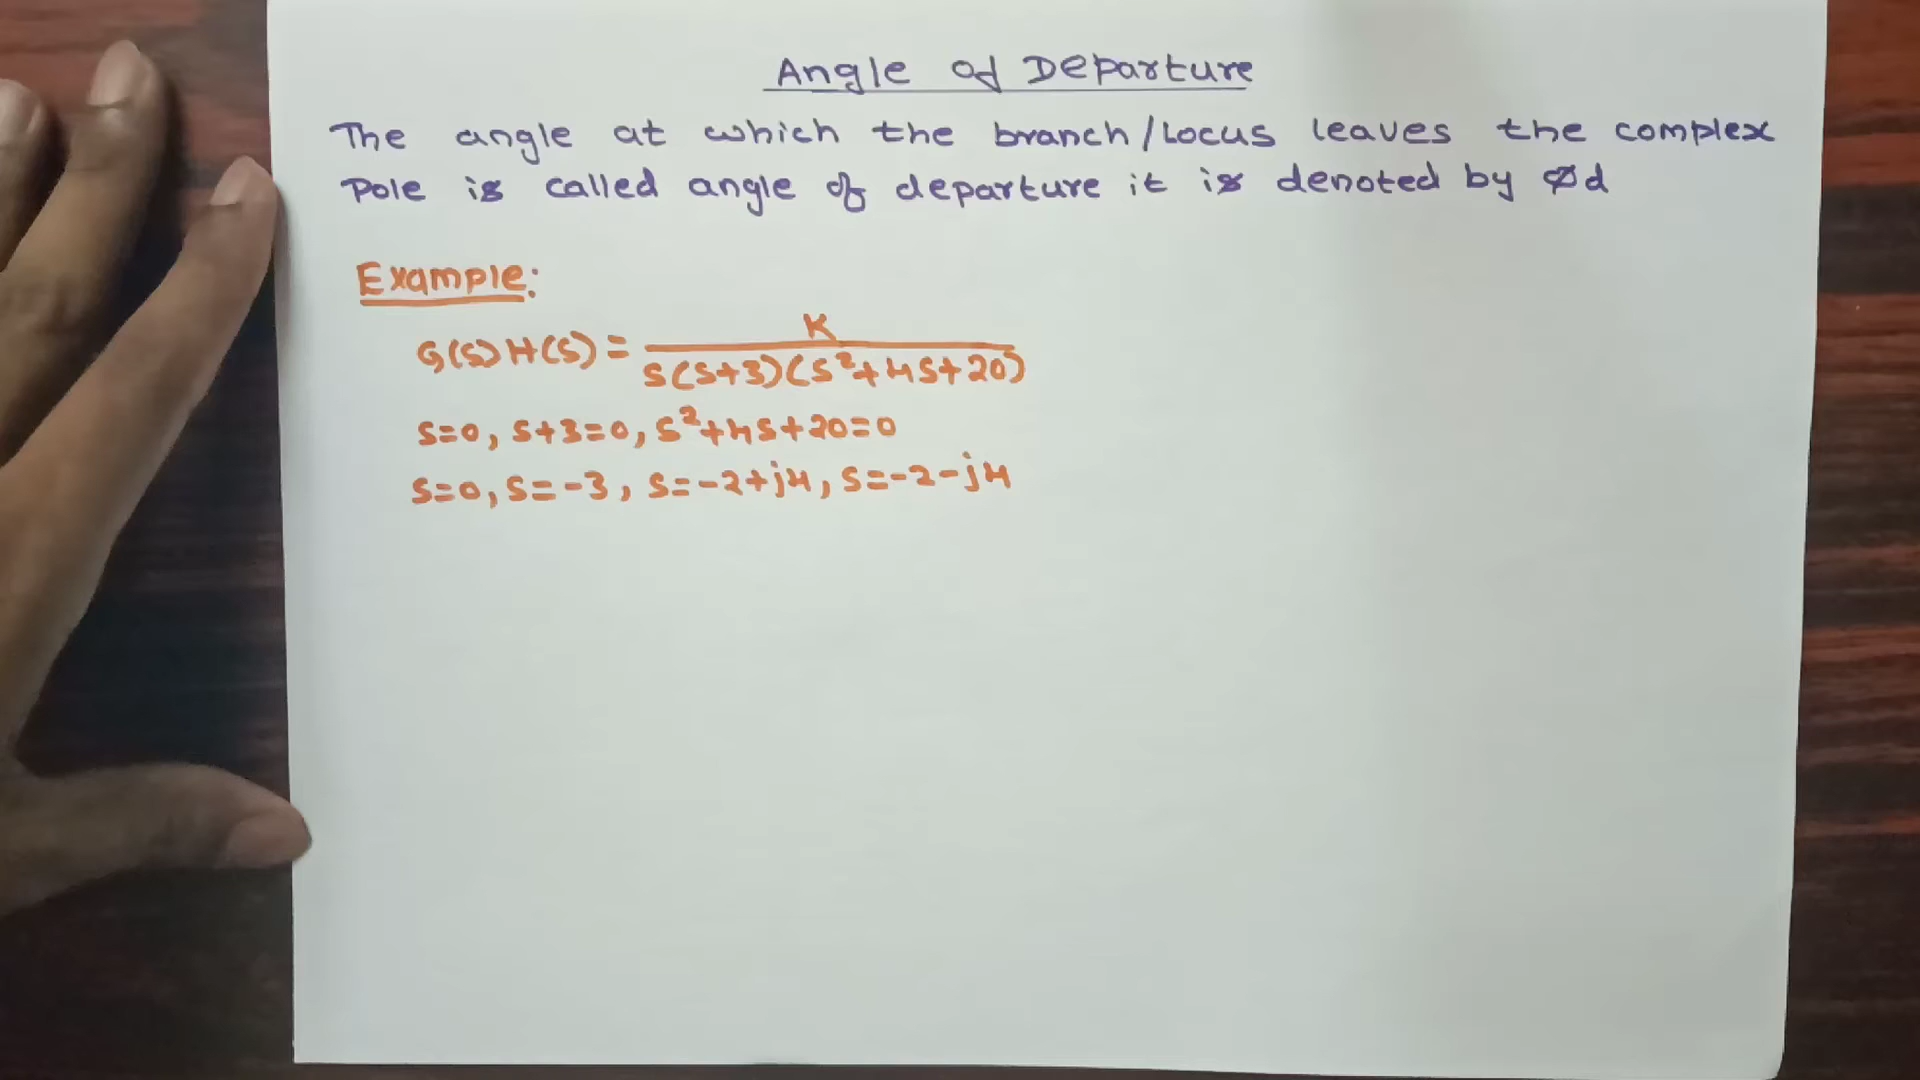 Angle of Departure
The angle at which the branch/Locus leaves the complex
Pole is called angle of departure it is denoted by Ød
Example:
G(s)H(s) = K / s(s+3)(s²+4s+20)
s=0, s+3=0, s²+4s+20=0
s=0, s=-3, s=-2+j4, s=-2-j4